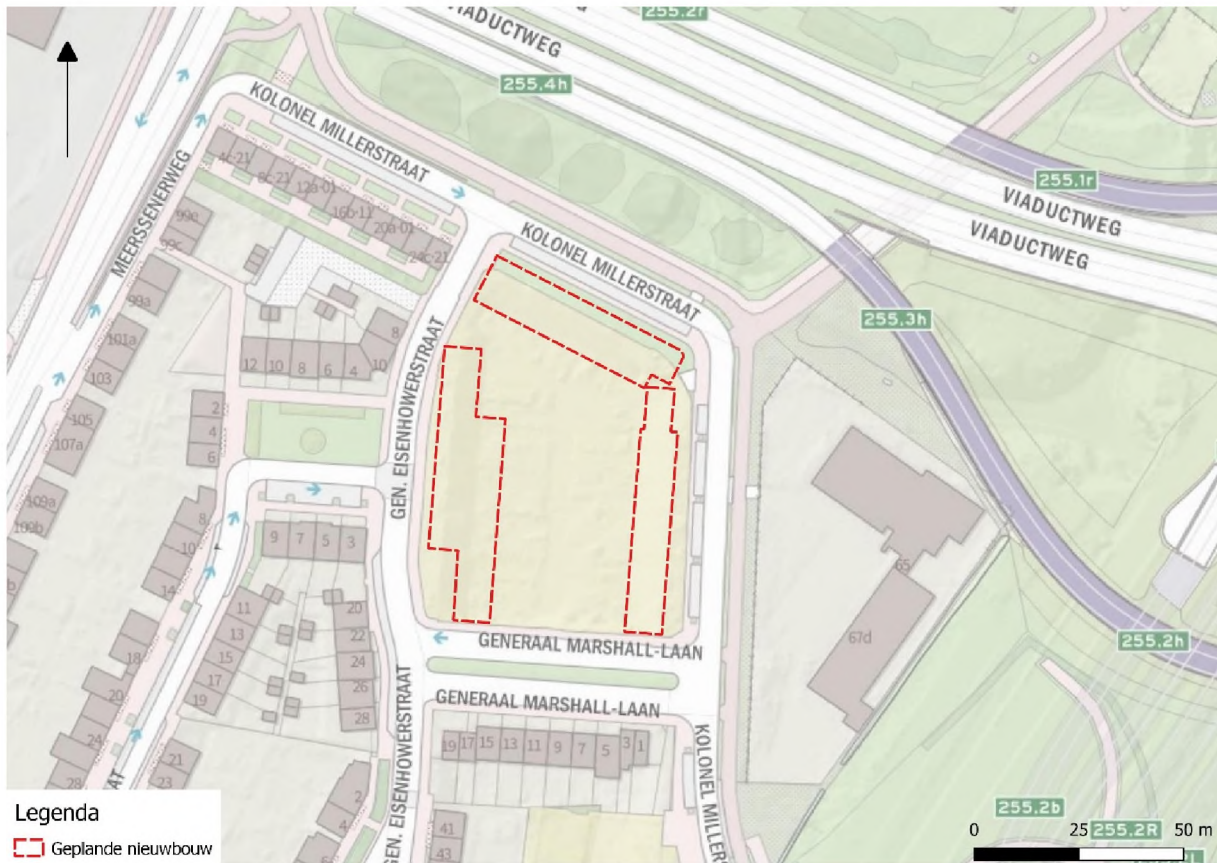 255.2r
VIADUCTWEG
VIADUCTWEG
255.4h
KOLONEL MILLERSTRAAT
4c-21
8c-21
12a-01
16b-11
20a-01
24c-21
MEERSSENERWEG
99e
99c
99a
101a
103
105
107a
109a
109b
255.1r
VIADUCTWEG
VIADUCTWEG
KOLONEL MILLERSTRAAT
255.3h
GEN. EISENHOWERSTRAAT
12
10
8
6
4
10
8
2
4
6
8
10
14
18
20
24
28
9
7
5
3
11
13
15
17
19
20
22
24
26
28
21
23
2
4
65
67d
255.2h
GENERAAL MARSHALL-LAAN
GENERAAL MARSHALL-LAAN
GEN. EISENHOWERSTRAAT
19
17
15
13
11
9
7
5
3
1
KOLONEL MILLER
41
43
Legenda
Geplande nieuwbouw
255.2b
0
25
255.2R
50 m